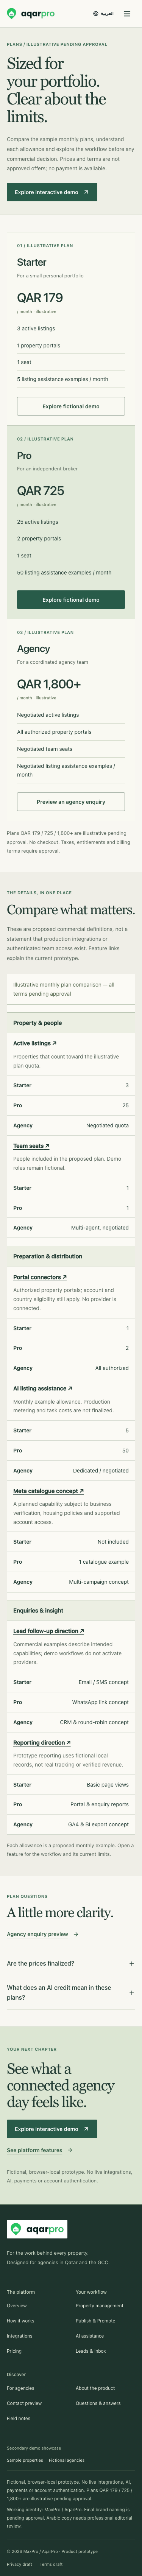 aqarpro
العربية
PLANS / ILLUSTRATIVE PENDING APPROVAL
Sized for
your portfolio.
Clear about the
limits.
Compare the sample monthly plans, understand
each allowance and explore the workflow before any
commercial decision. Prices and terms are not
approved offers; no payment is available.
Explore interactive demo ↗
01 / ILLUSTRATIVE PLAN
Starter
For a small personal portfolio
QAR 179
/ month · illustrative
3 active listings
1 property portals
1 seat
5 listing assistance examples / month
Explore fictional demo
02 / ILLUSTRATIVE PLAN
Pro
For an independent broker
QAR 725
/ month · illustrative
25 active listings
2 property portals
1 seat
50 listing assistance examples / month
Explore fictional demo
03 / ILLUSTRATIVE PLAN
Agency
For a coordinated agency team
QAR 1,800+
/ month · illustrative
Negotiated active listings
All authorized property portals
Negotiated team seats
Negotiated listing assistance examples /
month
Preview an agency enquiry
Plans QAR 179 / 725 / 1,800+ are illustrative pending
approval. No checkout. Taxes, entitlements and billing
terms require approval.
THE DETAILS, IN ONE PLACE
Compare what matters.
These are proposed commercial definitions, not a
statement that production integrations or
authenticated team access exist. Feature links
explain the current prototype.
Illustrative monthly plan comparison — all
terms pending approval
Property & people
Active listings ↗
Properties that count toward the illustrative
plan quota.
Starter 3
Pro 25
Agency Negotiated quota
Team seats ↗
People included in the proposed plan. Demo
roles remain fictional.
Starter 1
Pro 1
Agency Multi-agent, negotiated
Preparation & distribution
Portal connectors ↗
Authorized property portals; account and
country eligibility still apply. No provider is
connected.
Starter 1
Pro 2
Agency All authorized
AI listing assistance ↗
Monthly example allowance. Production
metering and task costs are not finalized.
Starter 5
Pro 50
Agency Dedicated / negotiated
Meta catalogue concept ↗
A planned capability subject to business
verification, housing policies and supported
account access.
Starter Not included
Pro 1 catalogue example
Agency Multi-campaign concept
Enquiries & insight
Lead follow-up direction ↗
Commercial examples describe intended
capabilities; demo workflows do not activate
providers.
Starter Email / SMS concept
Pro WhatsApp link concept
Agency CRM & round-robin concept
Reporting direction ↗
Prototype reporting uses fictional local
records, not real tracking or verified revenue.
Starter Basic page views
Pro Portal & enquiry reports
Agency GA4 & BI export concept
Each allowance is a proposed monthly example. Open a
feature for the workflow and its current limits.
PLAN QUESTIONS
A little more clarity.
Agency enquiry preview →
Are the prices finalized? +
What does an AI credit mean in these
plans? +
YOUR NEXT CHAPTER
See what a
connected agency
day feels like.
Explore interactive demo ↗
See platform features →
Fictional, browser-local prototype. No live integrations,
AI, payments or account authentication.
aqarpro
For the work behind every property.
Designed for agencies in Qatar and the GCC.
The platform
Overview
How it works
Integrations
Pricing
Your workflow
Property management
Publish & Promote
AI assistance
Leads & Inbox
Discover
For agencies
Contact preview
Field notes
About the product
Questions & answers
Secondary demo showcase
Sample properties Fictional agencies
Fictional, browser-local prototype. No live integrations, AI,
payments or account authentication. Plans QAR 179 / 725 /
1,800+ are illustrative pending approval.
Working identity: MaxPro / AqarPro. Final brand naming is
pending. Arabic copy needs professional editorial
review.
© 2026 MaxPro / AqarPro · Product prototype
Privacy draft Terms draft